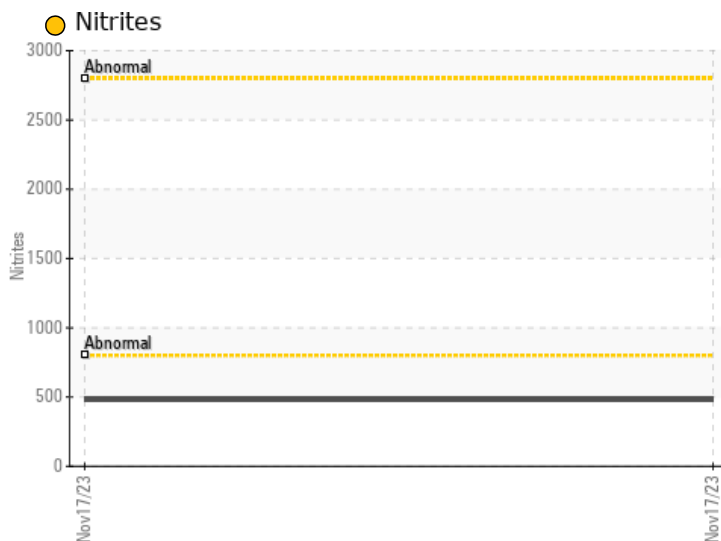 Nitrites
3000
Abnormal
2500
2000
Nitrites
1500
1000
Abnormal
500
0
Nov17/23
Nov17/23